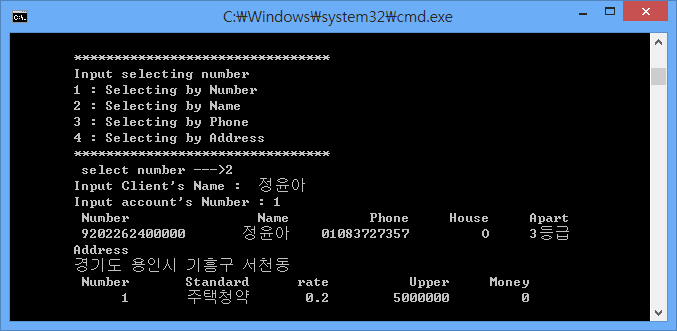 C:₩Windows₩system32₩cmd.exe
********************************
Input selecting number
1 : Selecting by Number
2 : Selecting by Name
3 : Selecting by Phone
4 : Selecting by Address
********************************
select number --->2
Input Client's Name : 정윤아
Input account's Number : 1
Number Name Phone House Apart
9202262400000 정윤아 01083727357 0 3등급
Address
경기도 용인시 기흥구 서천동
Number Standard rate Upper Money
1 주택청약 0.2 5000000 0